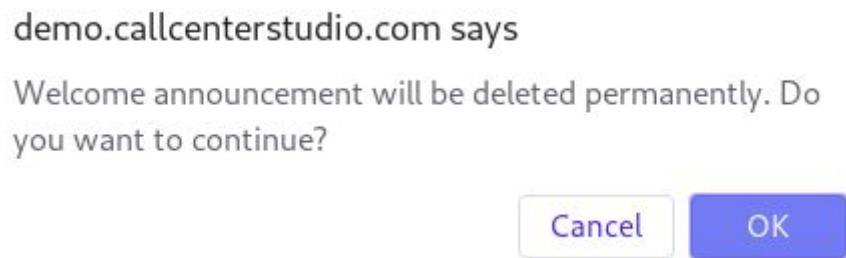 demo.callcenterstudio.com says
Welcome announcement will be deleted permanently. Do
you want to continue?
Cancel OK